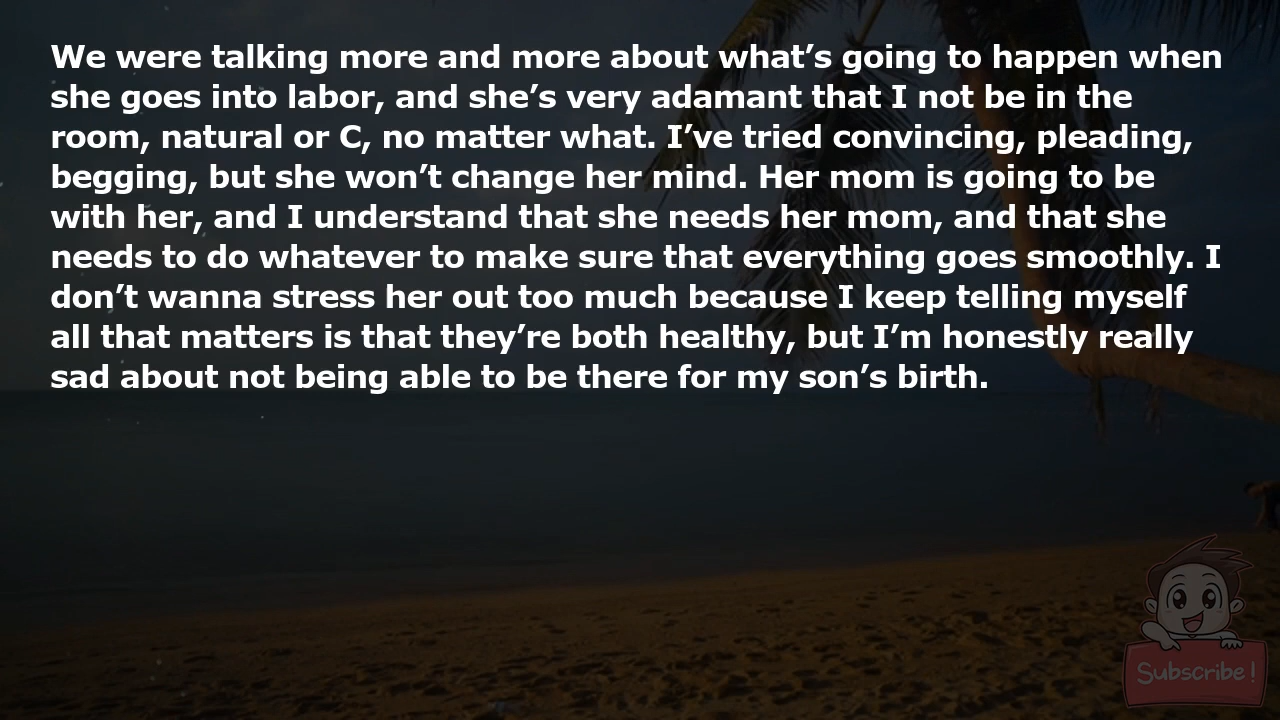 We were talking more and more about what’s going to happen when
she goes into labor, and she’s very adamant that I not be in the
room, natural or C, no matter what. I’ve tried convincing, pleading,
begging, but she won’t change her mind. Her mom is going to be
with her, and I understand that she needs her mom, and that she
needs to do whatever to make sure that everything goes smoothly. I
don’t wanna stress her out too much because I keep telling myself
all that matters is that they’re both healthy, but I’m honestly really
sad about not being able to be there for my son’s birth.
Subscribe!